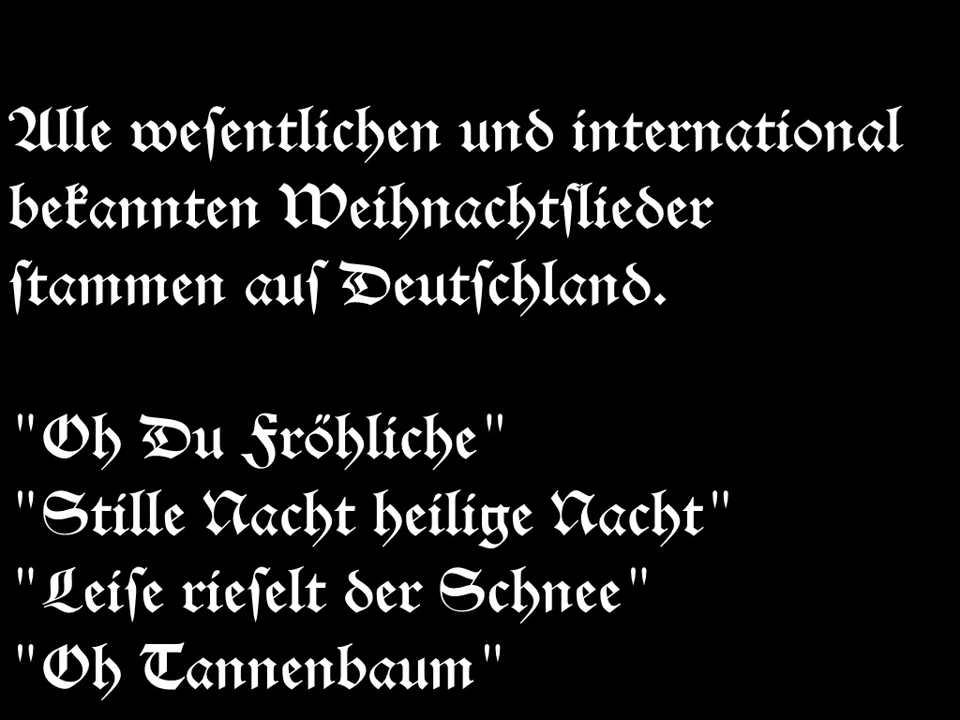 Alle weſentlichen und international
bekannten Weihnachtſlieder
ſtammen auſ Deutſchland.
"Oh Du Fröhliche"
"Stille Nacht heilige Nacht"
"Leiſe rieſelt der Schnee"
"Oh Tannenbaum"